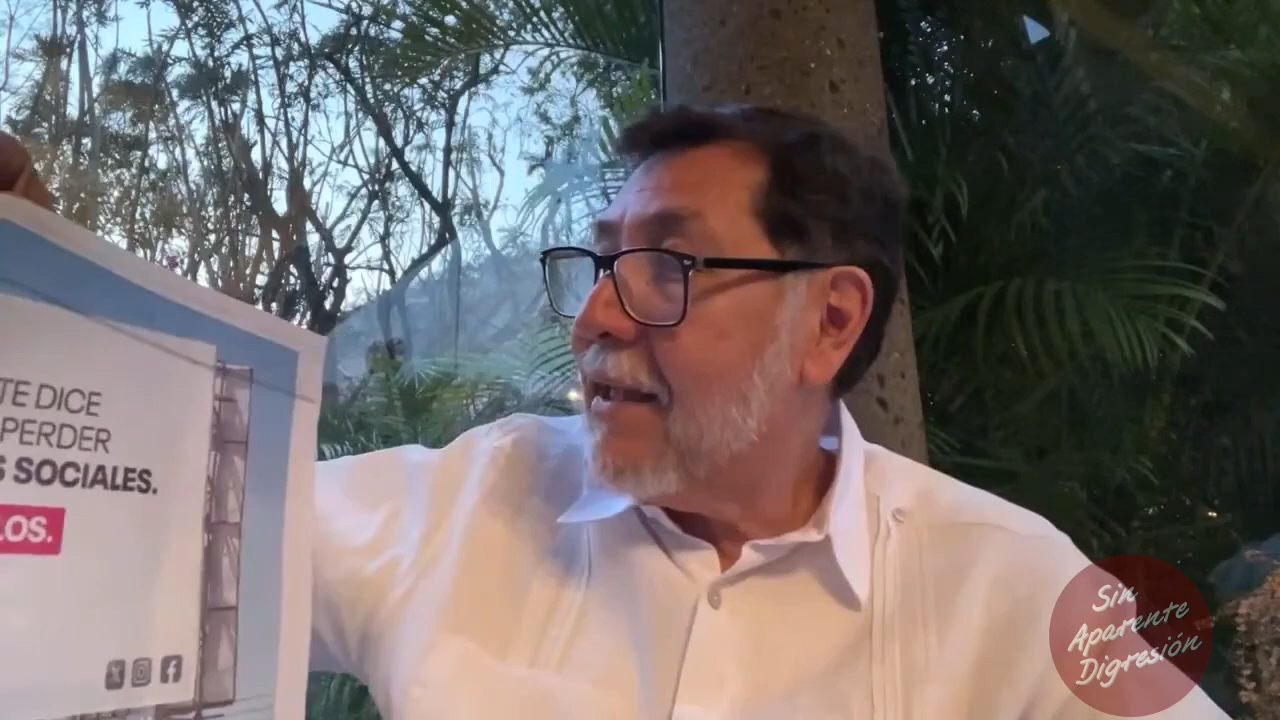 TE DICE
PERDER
S SOCIALES.
LOS.
Sin
Aparente
Digresión